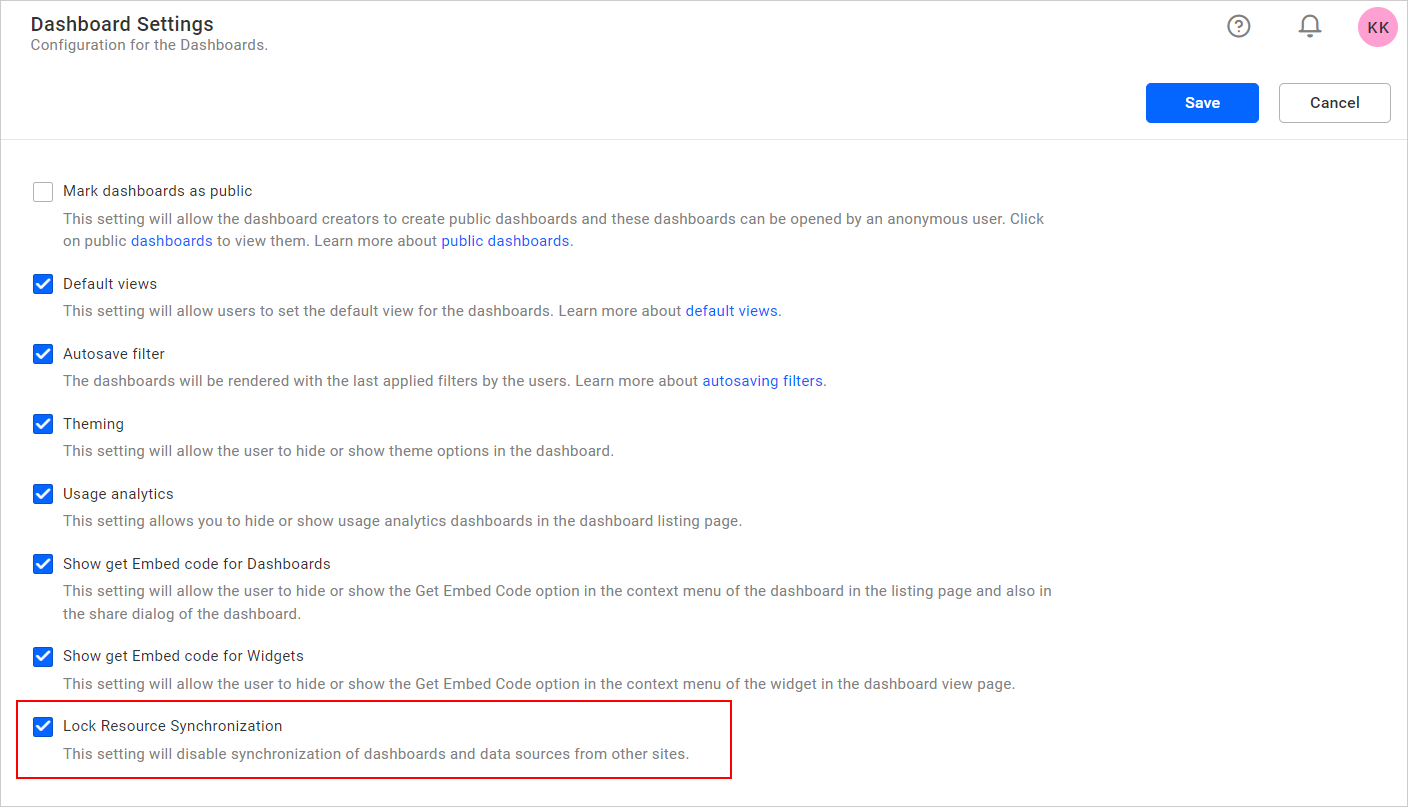 Dashboard Settings
Configuration for the Dashboards.
KK
Save
Cancel
Mark dashboards as public
This setting will allow the dashboard creators to create public dashboards and these dashboards can be opened by an anonymous user. Click
on public dashboards to view them. Learn more about public dashboards.
Default views
This setting will allow users to set the default view for the dashboards. Learn more about default views.
Autosave filter
The dashboards will be rendered with the last applied filters by the users. Learn more about autosaving filters.
Theming
This setting will allow the user to hide or show theme options in the dashboard.
Usage analytics
This setting allows you to hide or show usage analytics dashboards in the dashboard listing page.
Show get Embed code for Dashboards
This setting will allow the user to hide or show the Get Embed Code option in the context menu of the dashboard in the listing page and also in
the share dialog of the dashboard.
Show get Embed code for Widgets
This setting will allow the user to hide or show the Get Embed Code option in the context menu of the widget in the dashboard view page.
Lock Resource Synchronization
This setting will disable synchronization of dashboards and data sources from other sites.